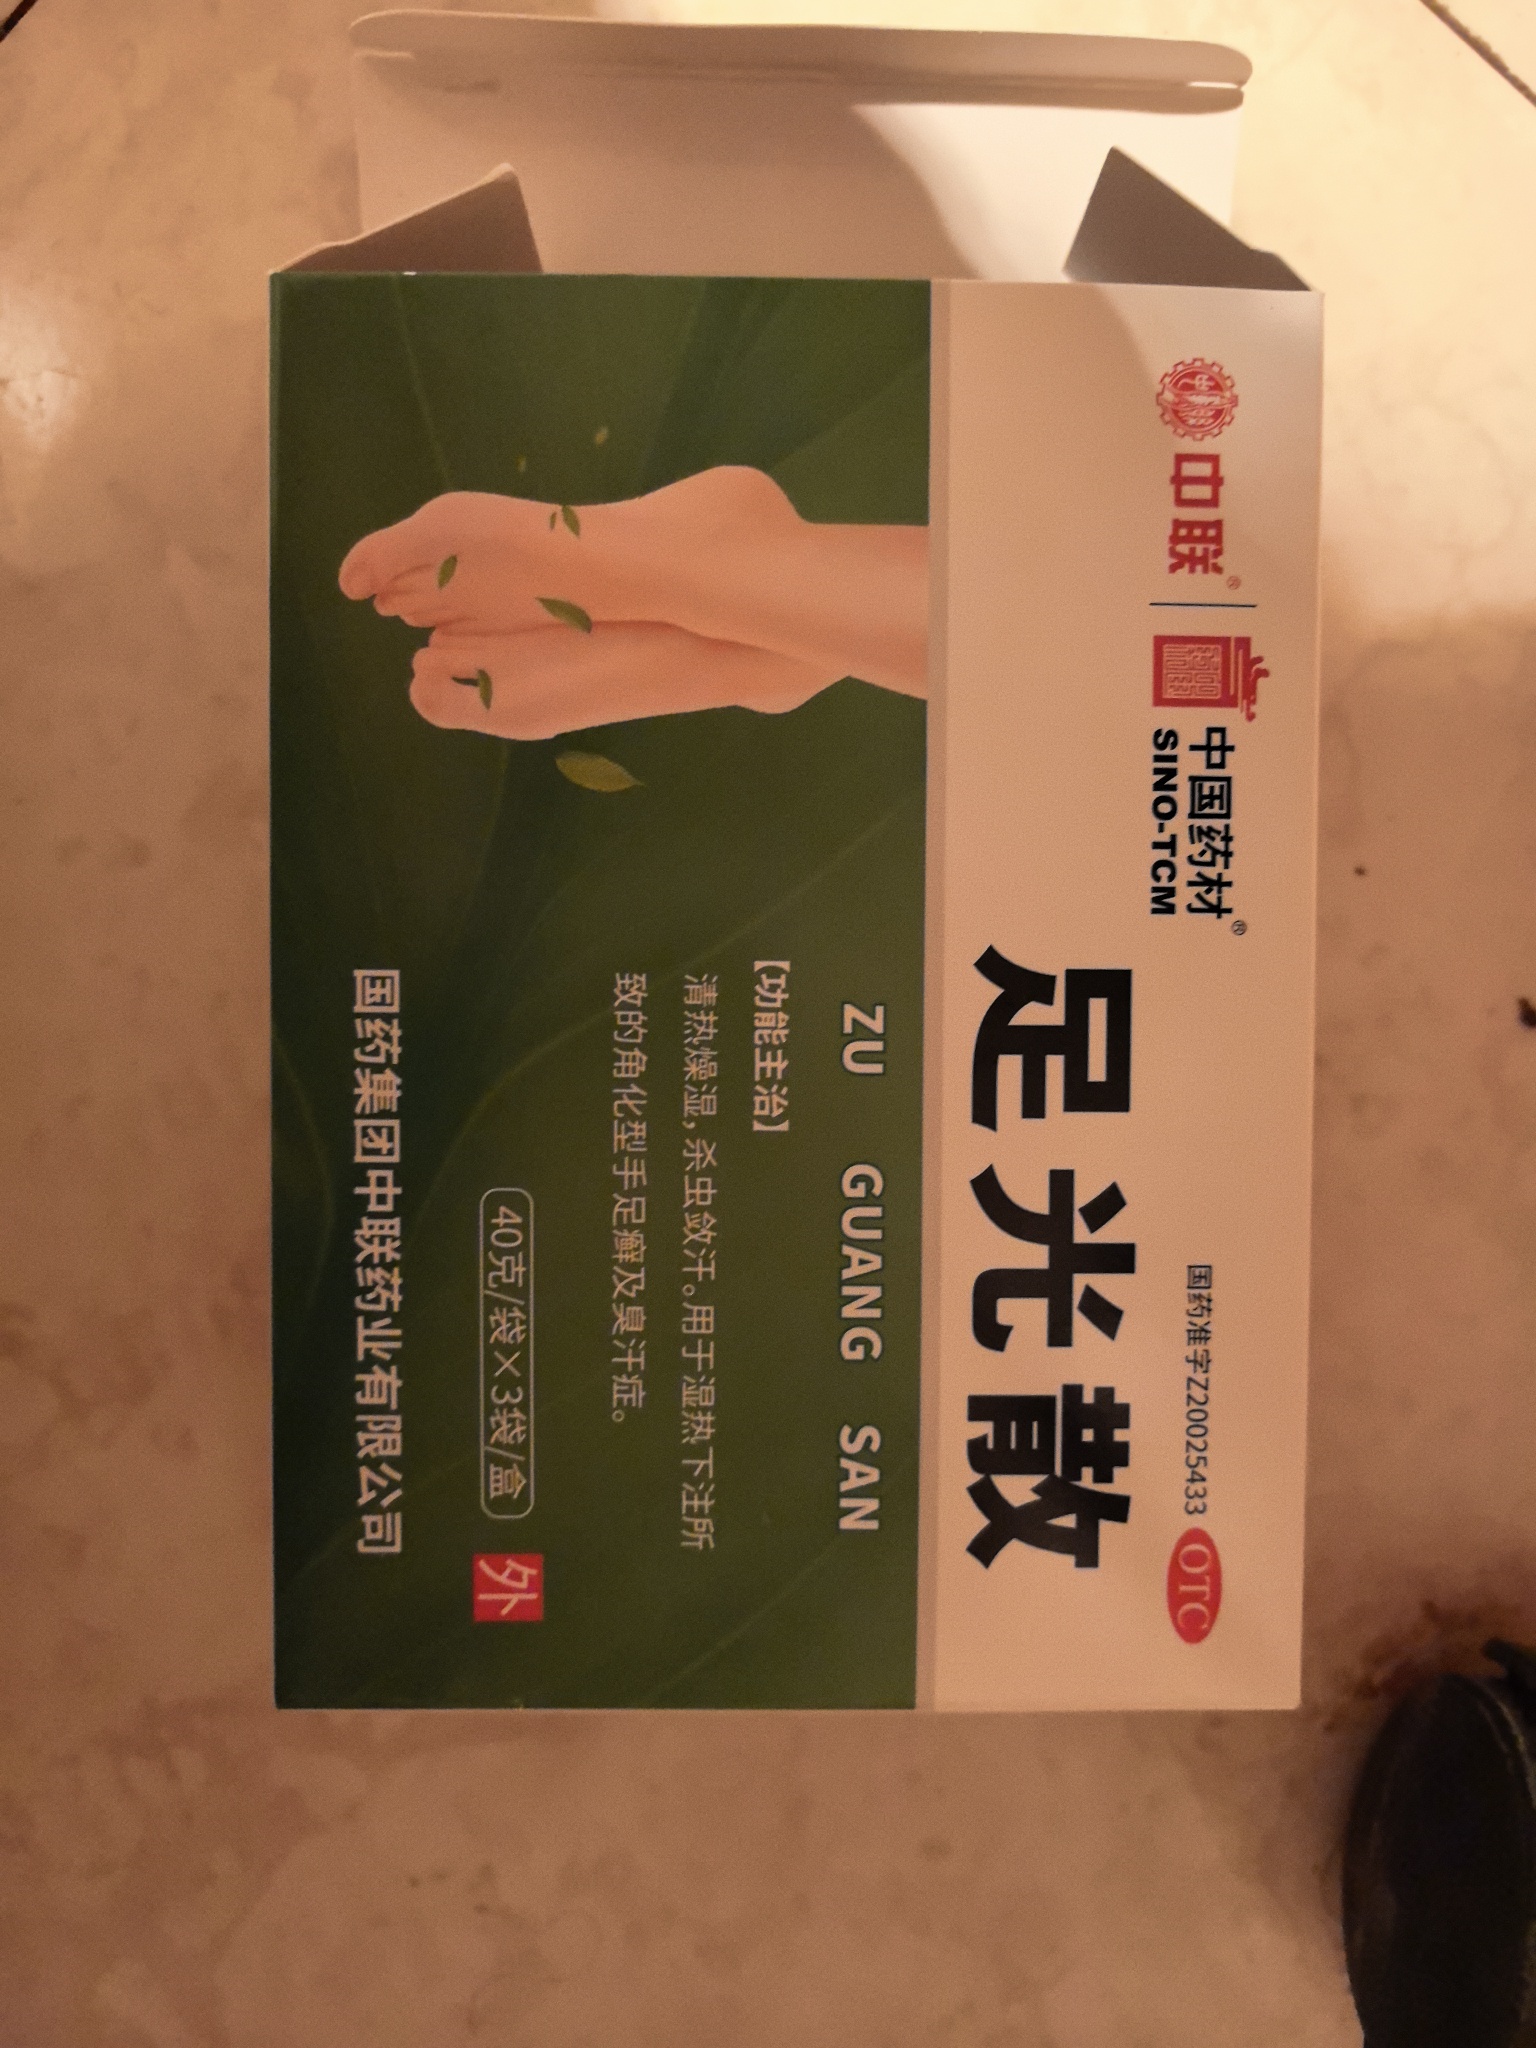 中联®
中国药材®
SINO-TCM
国药准字Z20025433
OTC
足光散
ZU GUANG SAN
【功能主治】
清热燥湿,杀虫敛汗。用于湿热下注所
致的角化型手足癣及臭汗症。
40克/袋×3袋/盒
外
国药集团中联药业有限公司